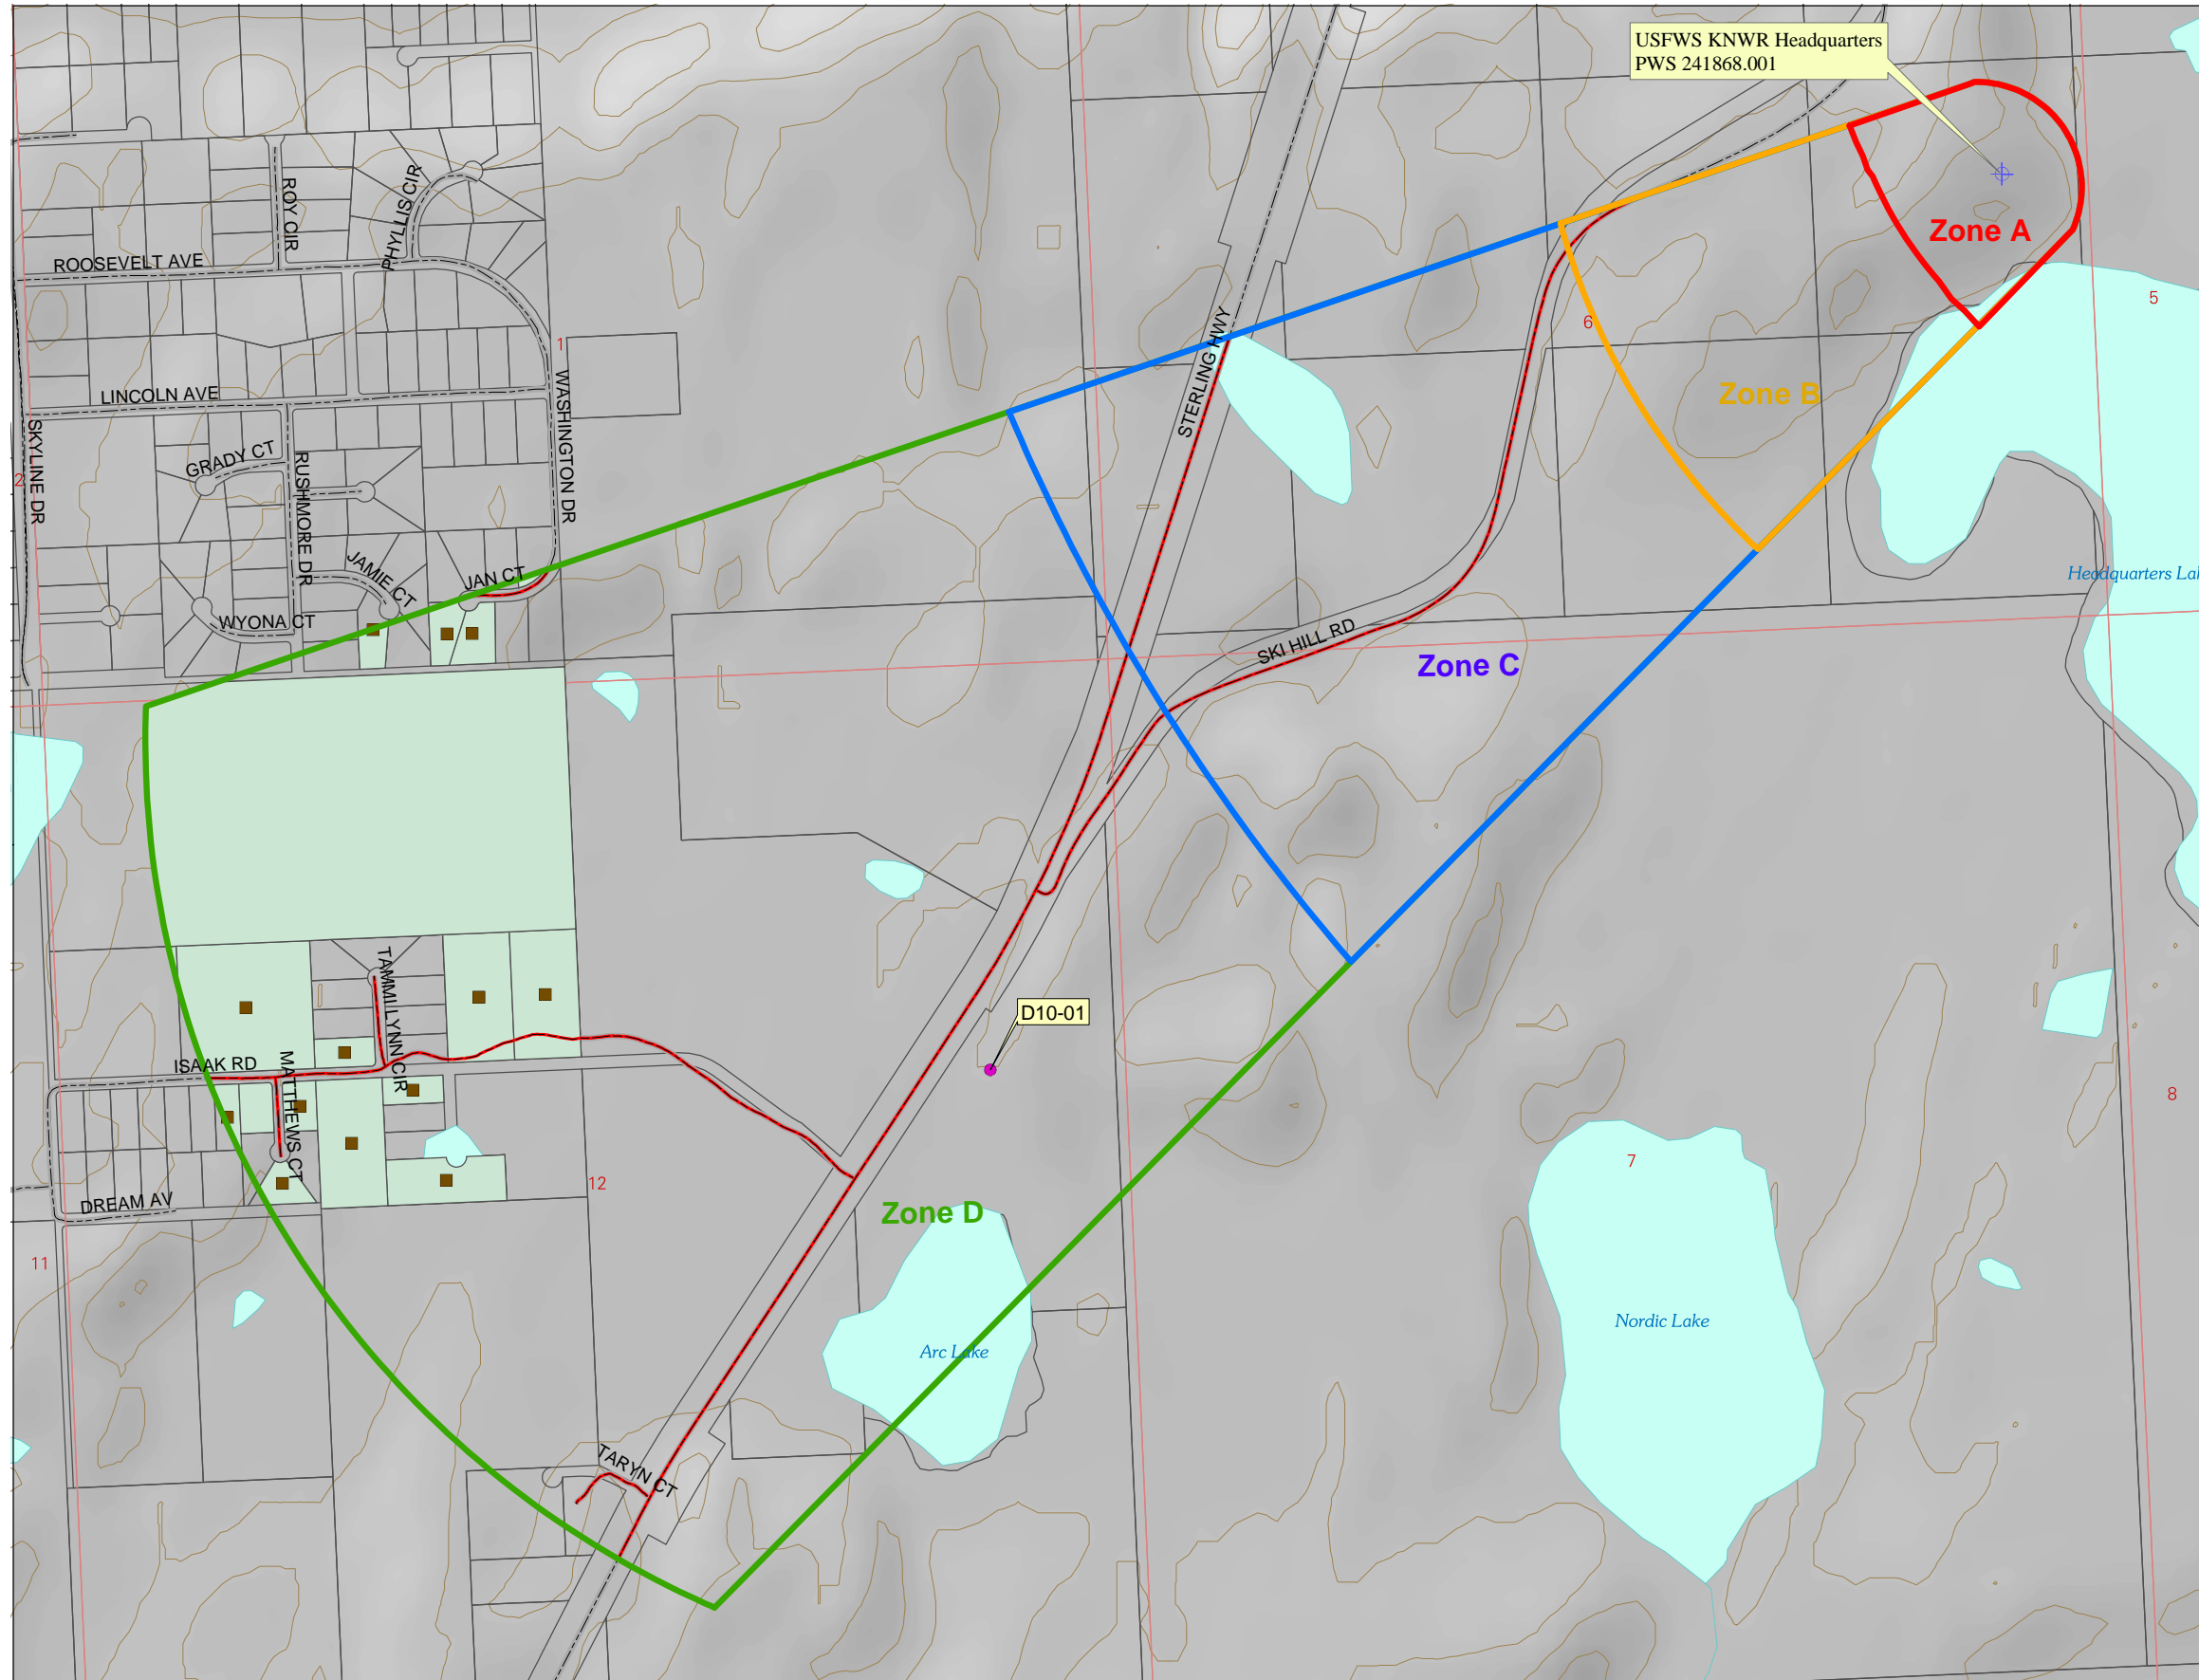 USFWS KNWR Headquarters
PWS 241868.001
Zone A
ROY CIR
PHYLLIS CIR
ROOSEVELT AVE
5
6
STERLING HWY
1
LINCOLN AVE
WASHINGTON DR
Zone B
SKYLINE DR
2
GRADY CT
RUSHMORE DR
JAMIE CT
JAN CT
Headquarters Lak
WYONA CT
SKI HILL RD
Zone C
TAMMILYNN CIR
D10-01
ISAAK RD
MATTHEWS CT
8
7
12
DREAM AV
Zone D
11
Nordic Lake
Arc Lake
TARYN CT